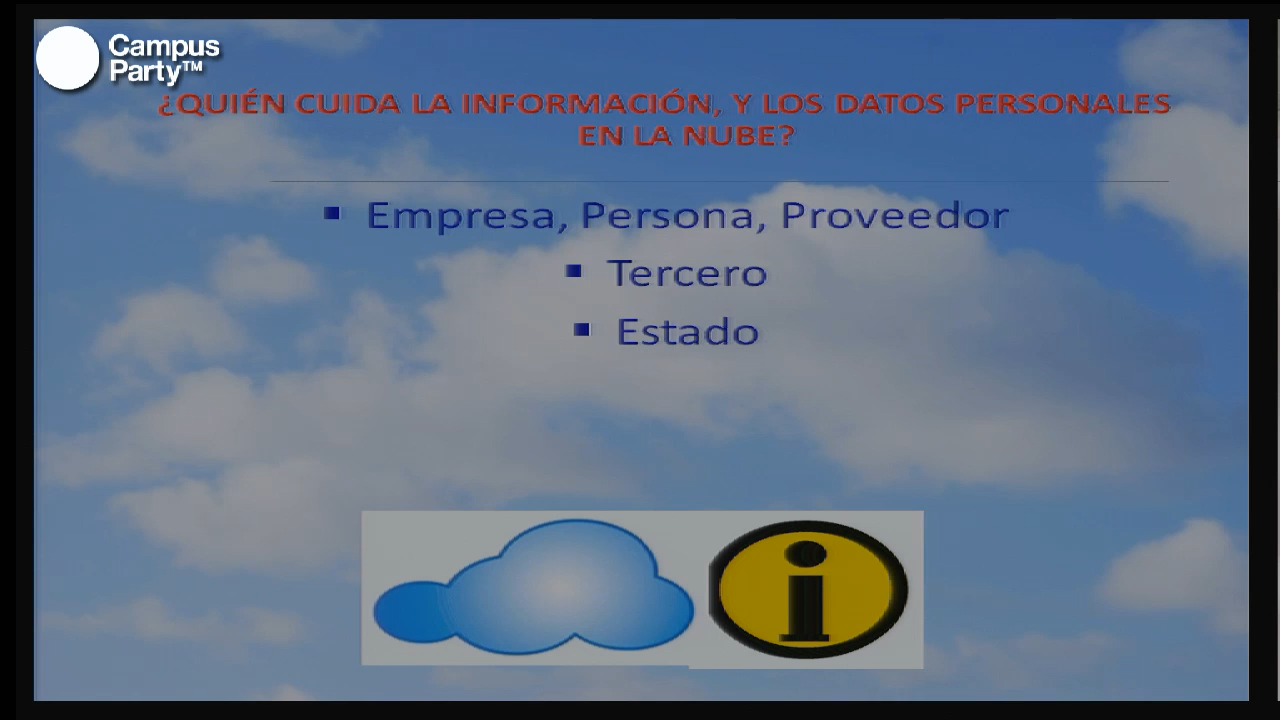 Campus
Party™
¿QUIÉN CUIDA LA INFORMACIÓN, Y LOS DATOS PERSONALES
EN LA NUBE?
▪ Empresa, Persona, Proveedor
▪ Tercero
▪ Estado
i